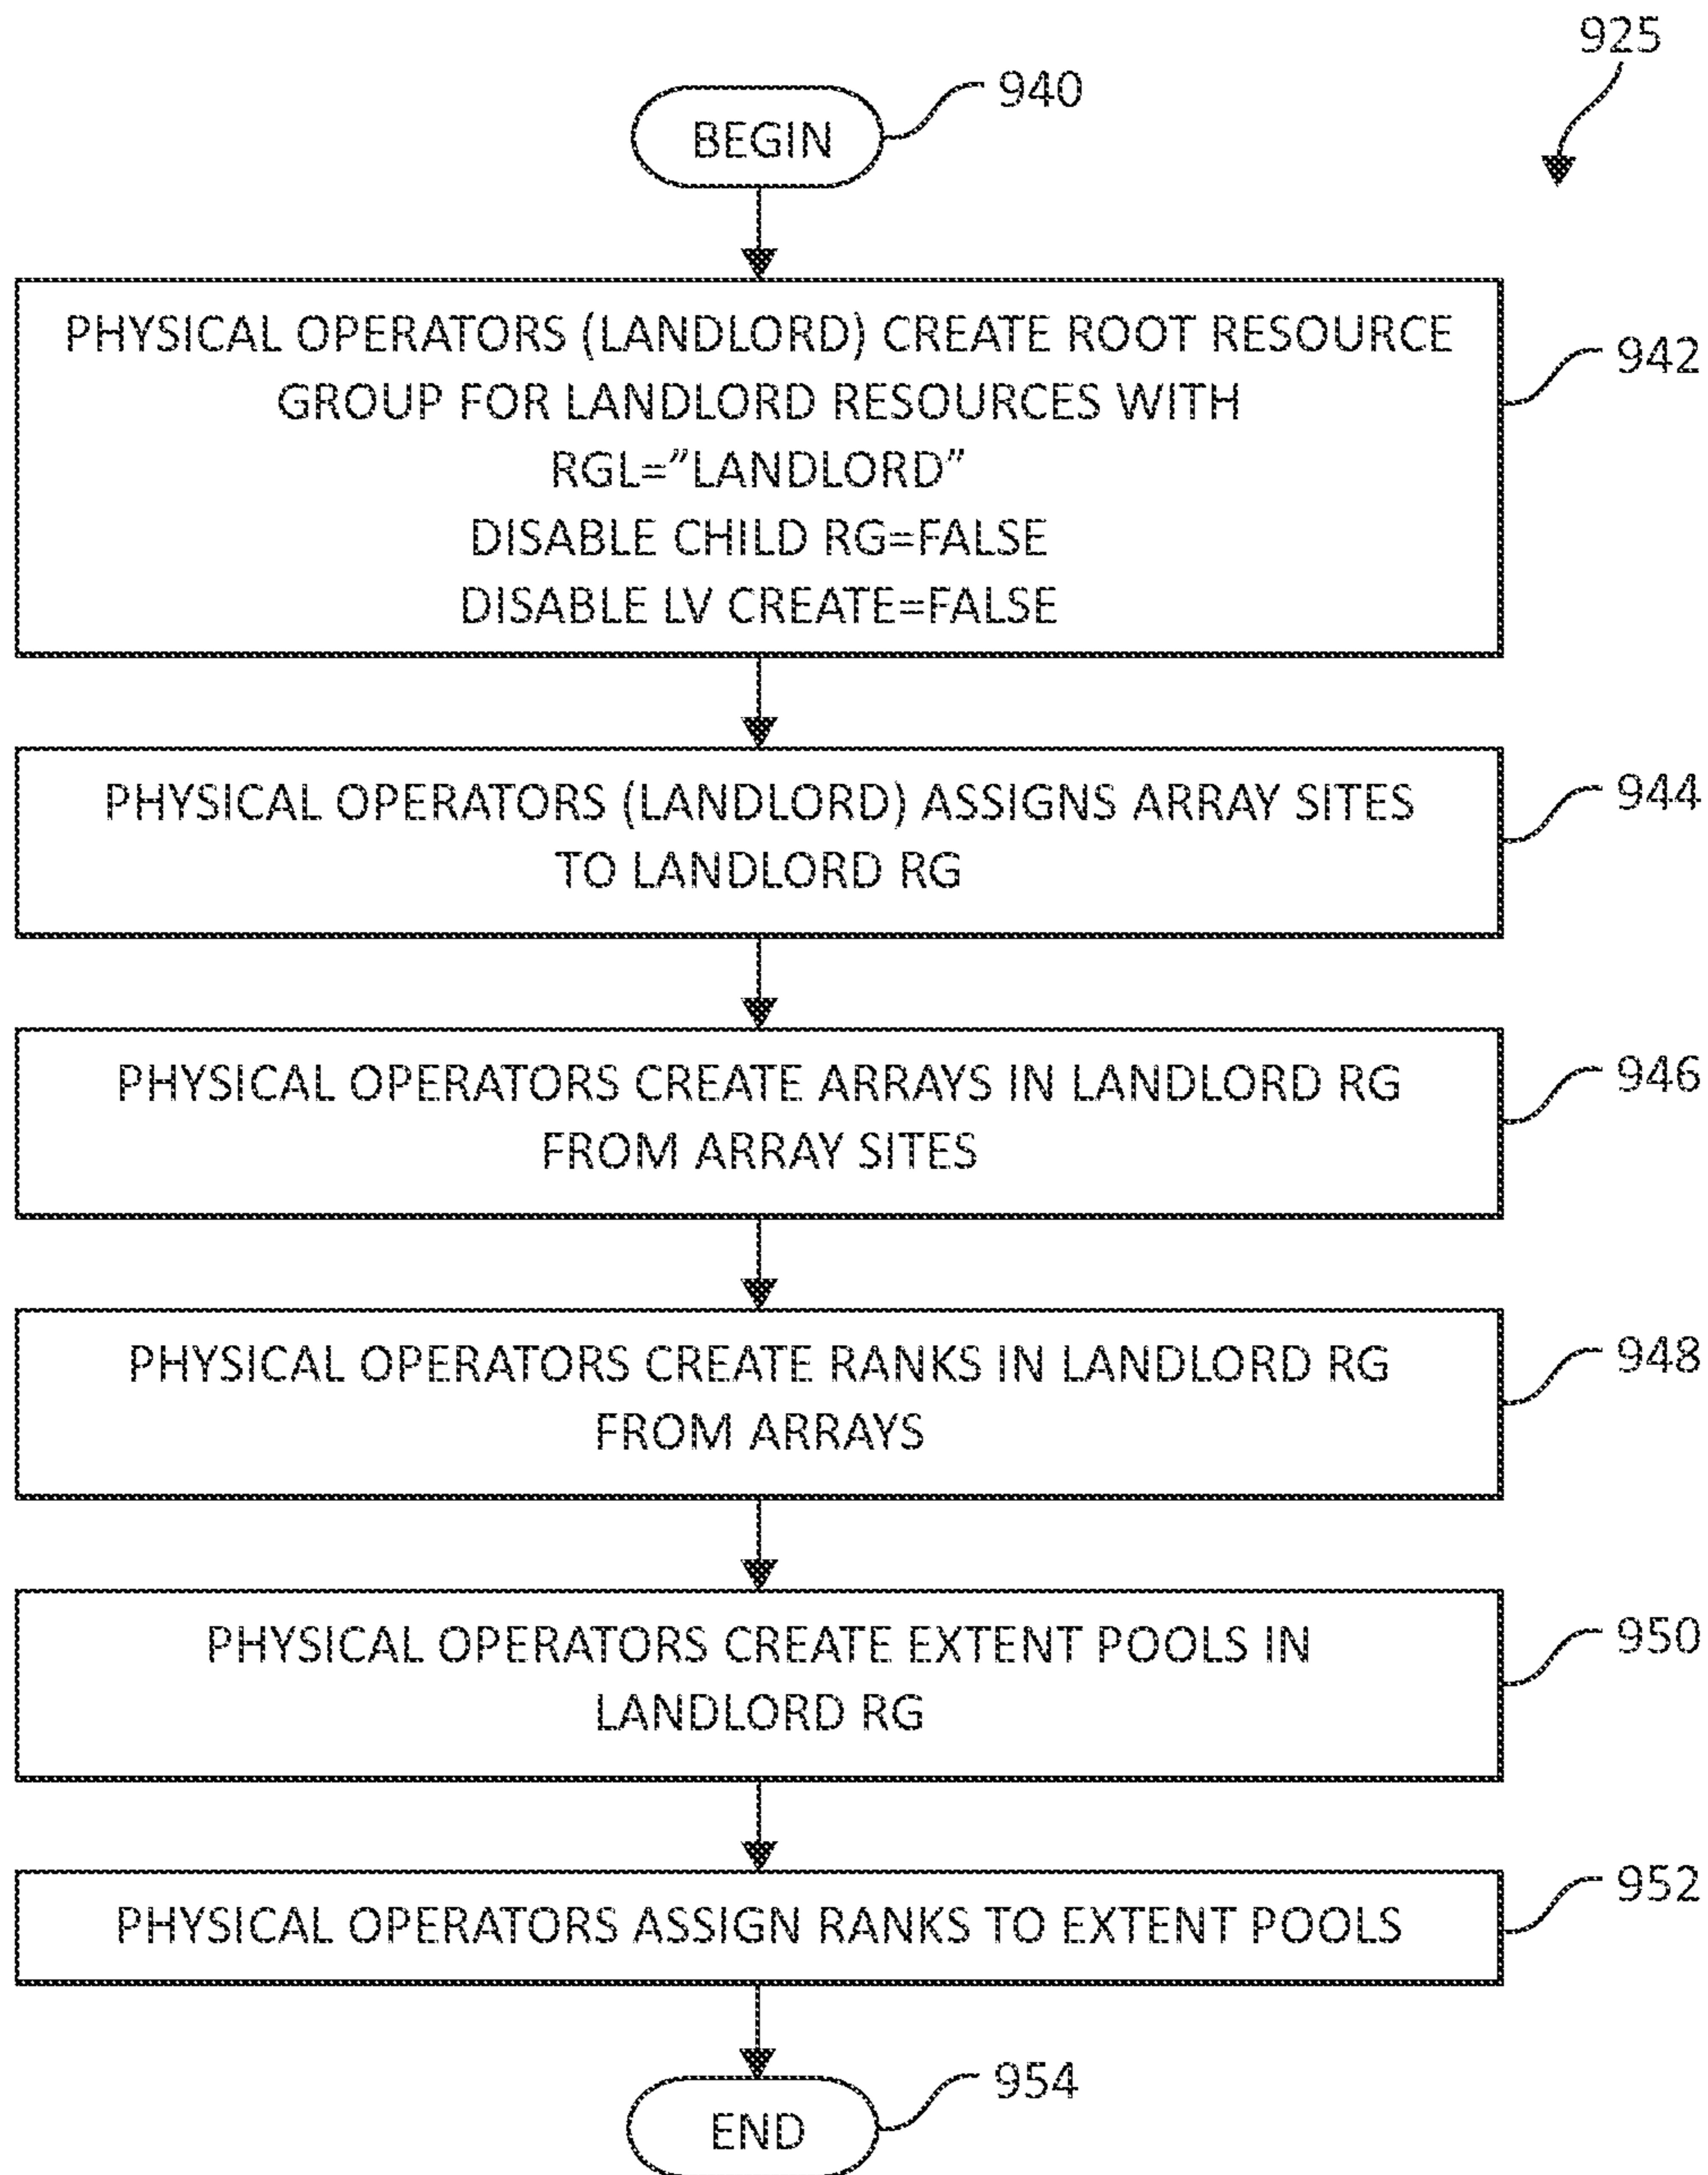 925
BEGIN
940
PHYSICAL OPERATORS (LANDLORD) CREATE ROOT RESOURCE
GROUP FOR LANDLORD RESOURCES WITH
RGL=”LANDLORD”
DISABLE CHILD RG=FALSE
DISABLE LV CREATE=FALSE
942
PHYSICAL OPERATORS (LANDLORD) ASSIGNS ARRAY SITES
TO LANDLORD RG
944
PHYSICAL OPERATORS CREATE ARRAYS IN LANDLORD RG
FROM ARRAY SITES
946
PHYSICAL OPERATORS CREATE RANKS IN LANDLORD RG
FROM ARRAYS
948
PHYSICAL OPERATORS CREATE EXTENT POOLS IN
LANDLORD RG
950
PHYSICAL OPERATORS ASSIGN RANKS TO EXTENT POOLS
952
END
954